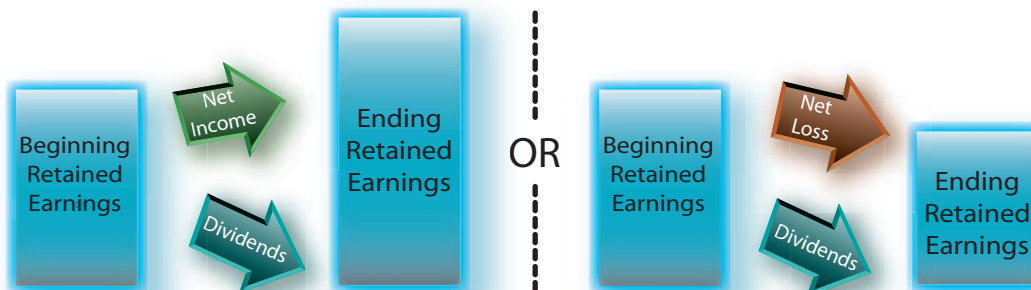 Beginning
Retained
Earnings
Net
Income
Dividends
Ending
Retained
Earnings
OR
Beginning
Retained
Earnings
Net
Loss
Dividends
Ending
Retained
Earnings